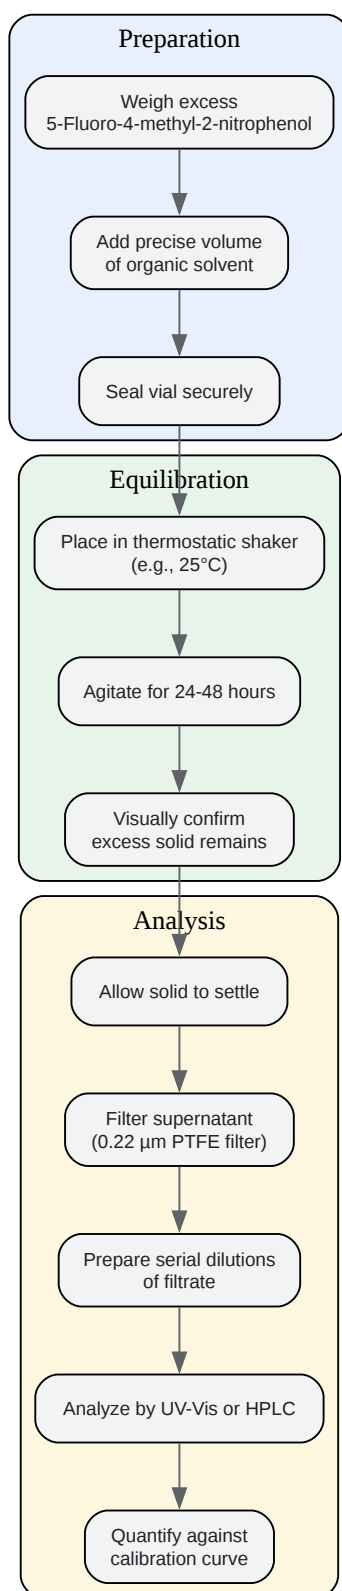 Preparation
Weigh excess
5-Fluoro-4-methyl-2-nitrophenol
Add precise volume
of organic solvent
Seal vial securely
Equilibration
Place in thermostatic shaker
(e.g., 25°C)
Agitate for 24-48 hours
Visually confirm
excess solid remains
Analysis
Allow solid to settle
Filter supernatant
(0.22 µm PTFE filter)
Prepare serial dilutions
of filtrate
Analyze by UV-Vis or HPLC
Quantify against
calibration curve